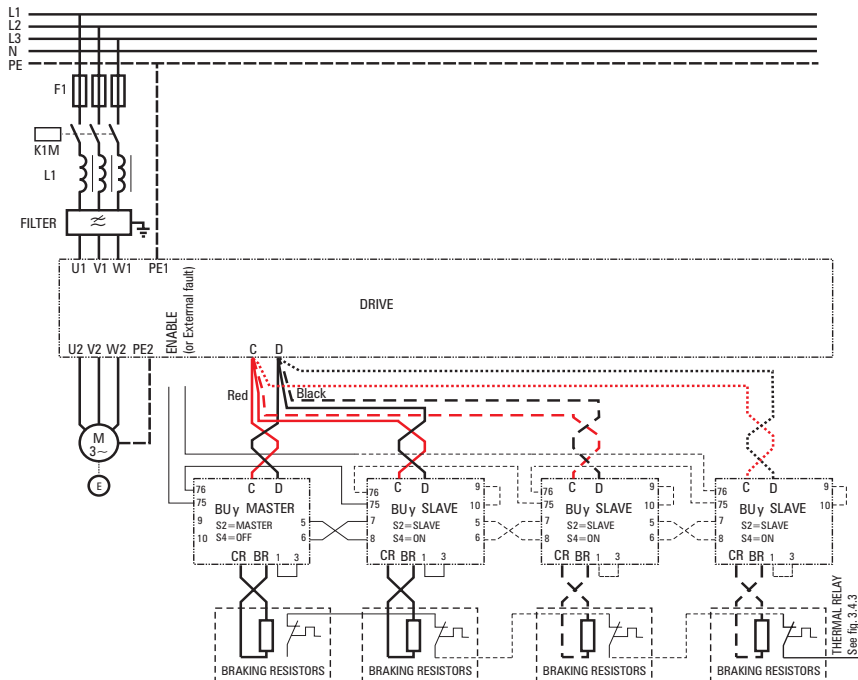 L1
L2
L3
N
PE
F1
K1M
L1
FILTER
U1 V1 W1 PE1
ENABLE
(or External fault)
DRIVE
U2 V2 W2 PE2
C D
Red
Black
M
3~
E
76
75
9
10
C D
BUy MASTER
S2=MASTER
S4=OFF
5
6
CR BR 1 3
76
75
7
8
C D
BUy SLAVE
S2=SLAVE
S4=ON
9
10
5
6
CR BR 1 3
76
75
7
8
C D
BUy SLAVE
S2=SLAVE
S4=ON
9
10
5
6
CR BR 1 3
76
75
7
8
C D
BUy SLAVE
S2=SLAVE
S4=ON
9
10
CR BR 1 3
BRAKING RESISTORS
BRAKING RESISTORS
BRAKING RESISTORS
BRAKING RESISTORS
THERMAL RELAY
See fig. 3.4.3